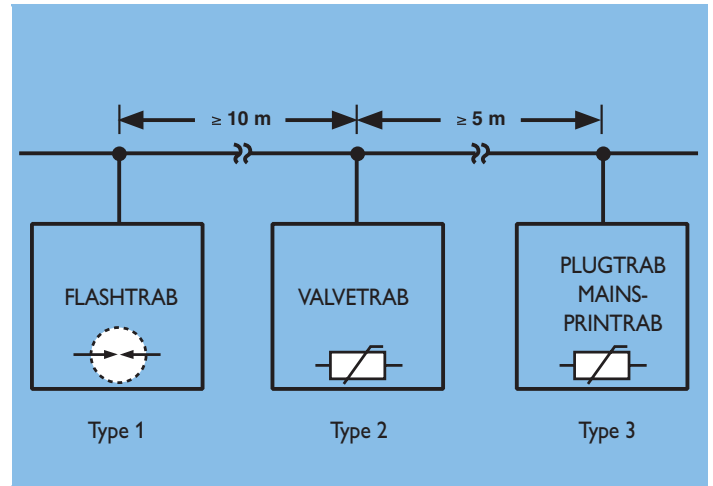 ≥ 10 m
≥ 5 m
FLASHTRAB
VALVETRAB
PLUGTRAB
MAINS-
PRINTRAB
Type 1
Type 2
Type 3